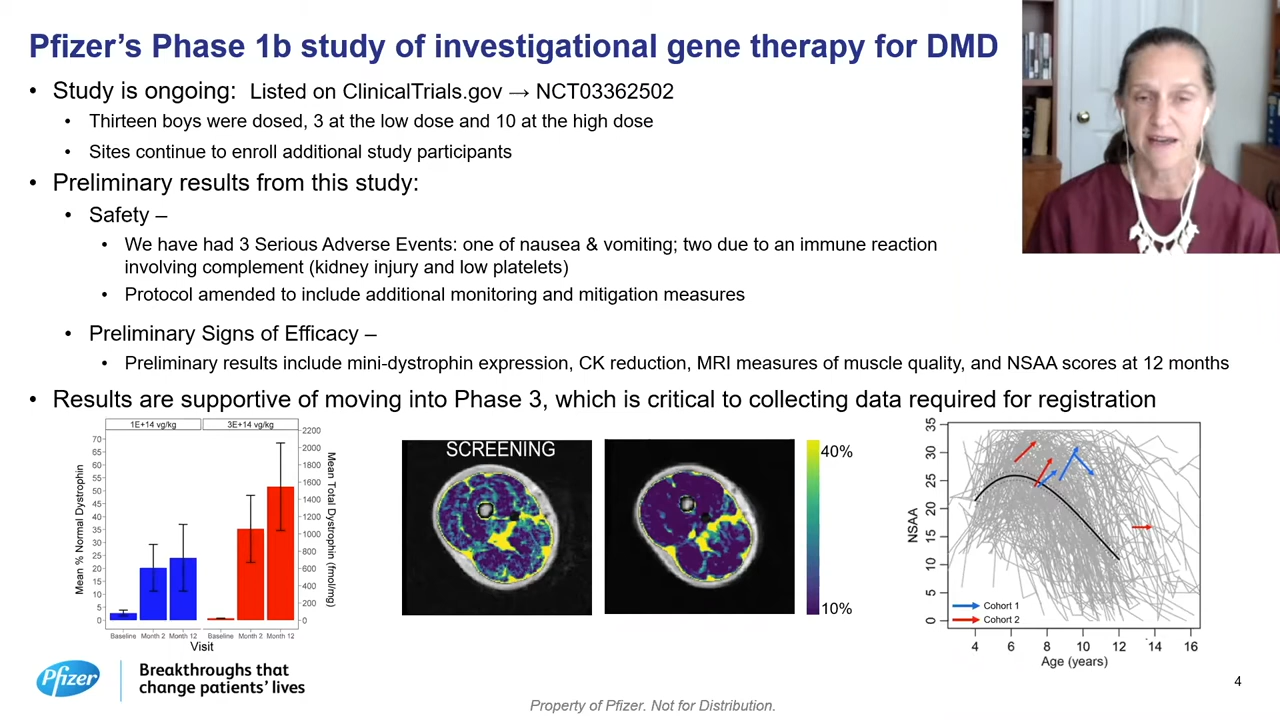 Pfizer's Phase 1b study of investigational gene therapy for DMD
• Study is ongoing: Listed on ClinicalTrials.gov → NCT03362502
• Thirteen boys were dosed, 3 at the low dose and 10 at the high dose
• Sites continue to enroll additional study participants
• Preliminary results from this study:
• Safety –
• We have had 3 Serious Adverse Events: one of nausea & vomiting; two due to an immune reaction
involving complement (kidney injury and low platelets)
• Protocol amended to include additional monitoring and mitigation measures
• Preliminary Signs of Efficacy –
• Preliminary results include mini-dystrophin expression, CK reduction, MRI measures of muscle quality, and NSAA scores at 12 months
• Results are supportive of moving into Phase 3, which is critical to collecting data required for registration
1E+14 vg/kg 3E+14 vg/kg
Mean % Normal Dystrophin
70
65
60
55
50
45
40
35
30
25
20
15
10
5
0
2200
2000
1800
1600
1400
1200
1000
800
600
400
200
0
Mean Total Dystrophin (fmol/mg)
Baseline Month 2 Month 12 Baseline Month 2 Month 12
Visit
SCREENING
40%
10%
NSAA
35
30
25
20
15
10
5
0
Cohort 1
Cohort 2
4 6 8 10 12 14 16
Age (years)
Pfizer
Breakthroughs that
change patients' lives
4
Property of Pfizer. Not for Distribution.